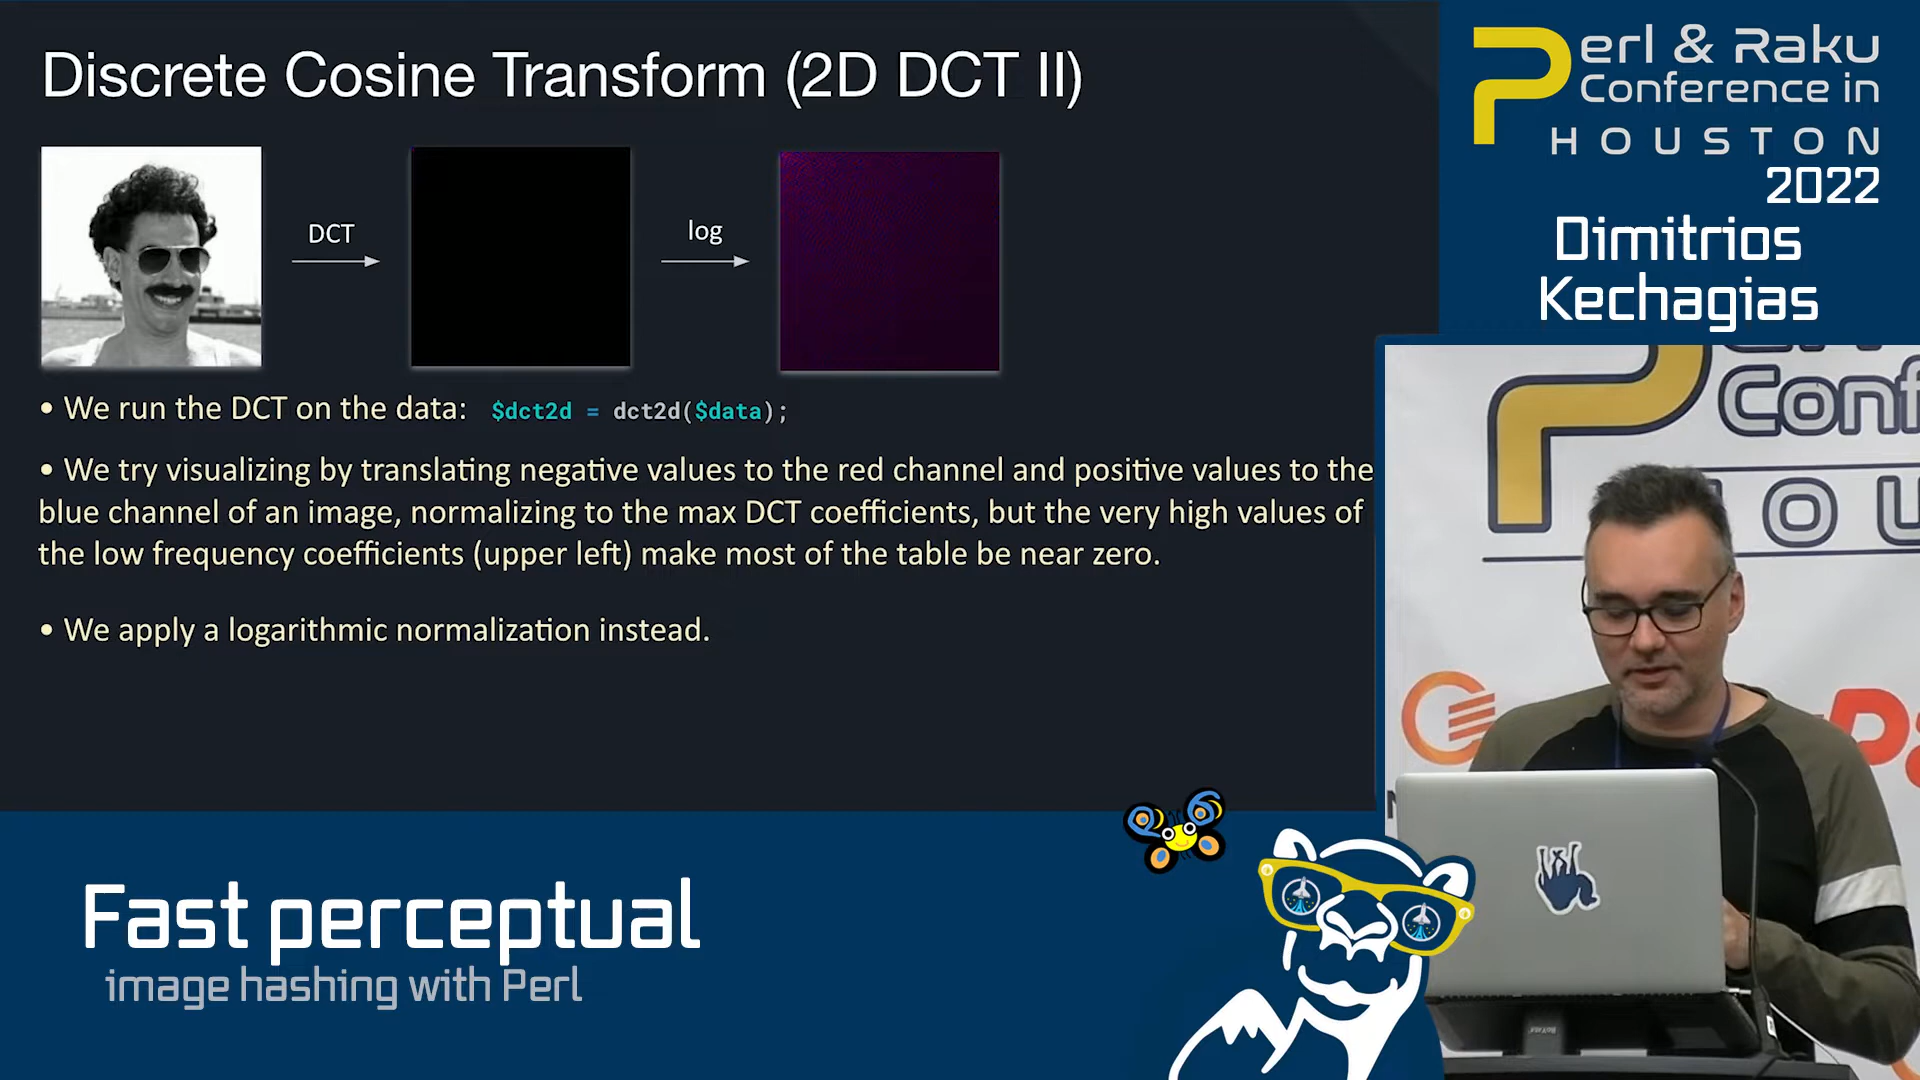 Discrete Cosine Transform (2D DCT II)
DCT
log
• We run the DCT on the data: $dct2d = dct2d($data);
• We try visualizing by translating negative values to the red channel and positive values to the
blue channel of an image, normalizing to the max DCT coefficients, but the very high values of
the low frequency coefficients (upper left) make most of the table be near zero.
• We apply a logarithmic normalization instead.
Perl & Raku
Conference in
HOUSTON
2022
Dimitrios
Kechagias
Conf
OU
Fast perceptual
image hashing with Perl